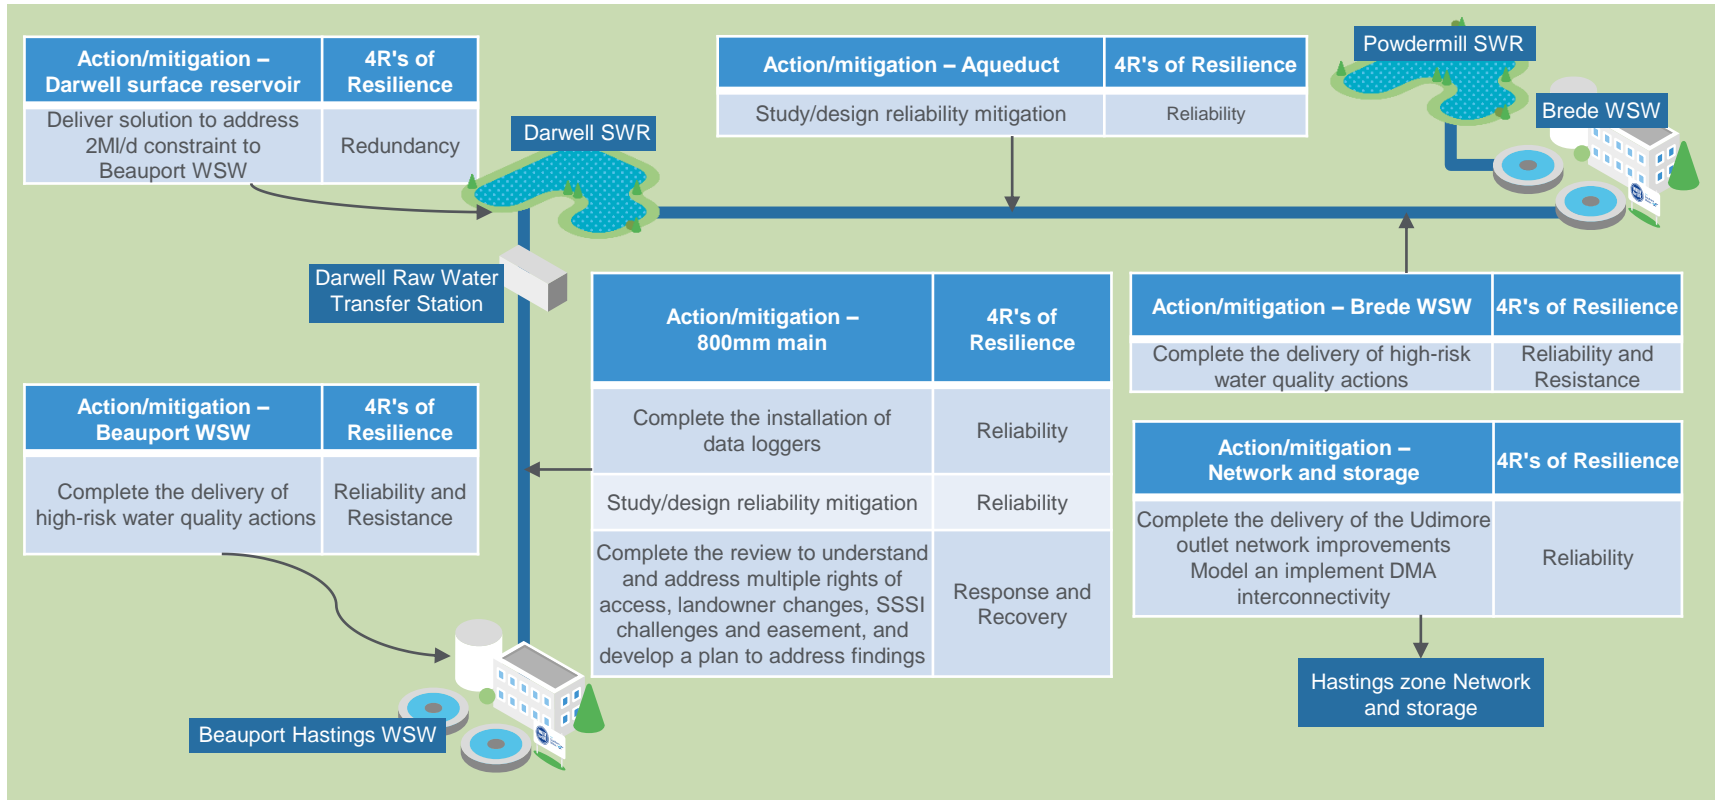 Action/mitigation –
Darwell surface reservoir
4R's of
Resilience
Deliver solution to address
2Ml/d constraint to
Beauport WSW
Redundancy
Darwell SWR
Action/mitigation – Aqueduct
4R's of Resilience
Study/design reliability mitigation
Reliability
Powdermill SWR
Brede WSW
Darwell Raw Water
Transfer Station
Action/mitigation –
800mm main
4R's of
Resilience
Complete the installation of
data loggers
Reliability
Study/design reliability mitigation
Reliability
Complete the review to understand
and address multiple rights of
access, landowner changes, SSSI
challenges and easement, and
develop a plan to address findings
Response and
Recovery
Action/mitigation – Brede WSW
4R's of Resilience
Complete the delivery of high-risk
water quality actions
Reliability and
Resistance
Action/mitigation –
Beauport WSW
4R's of
Resilience
Complete the delivery of
high-risk water quality actions
Reliability and
Resistance
Action/mitigation –
Network and storage
4R's of Resilience
Complete the delivery of the Udimore
outlet network improvements
Model an implement DMA
interconnectivity
Reliability
Hastings zone Network
and storage
Beauport Hastings WSW